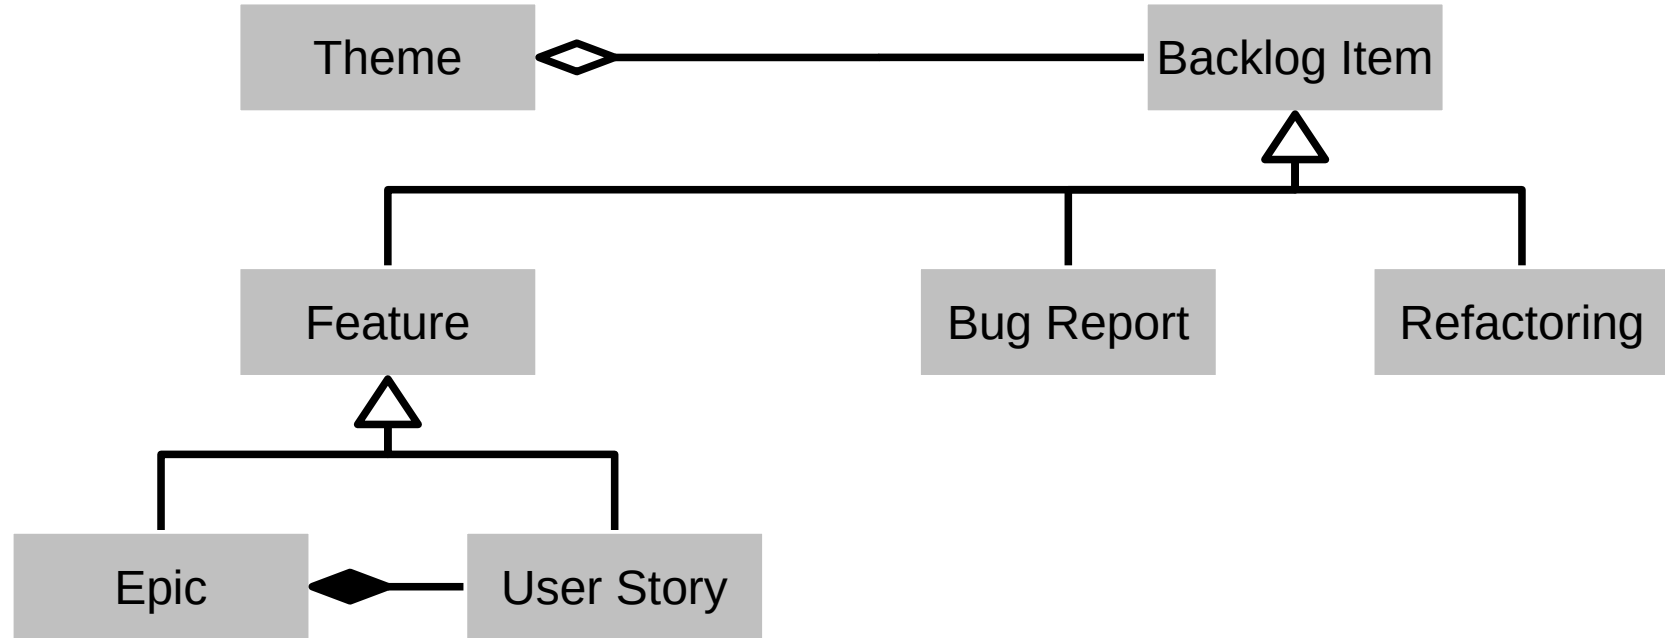 Theme
Backlog Item
Feature
Bug Report
Refactoring
Epic
User Story